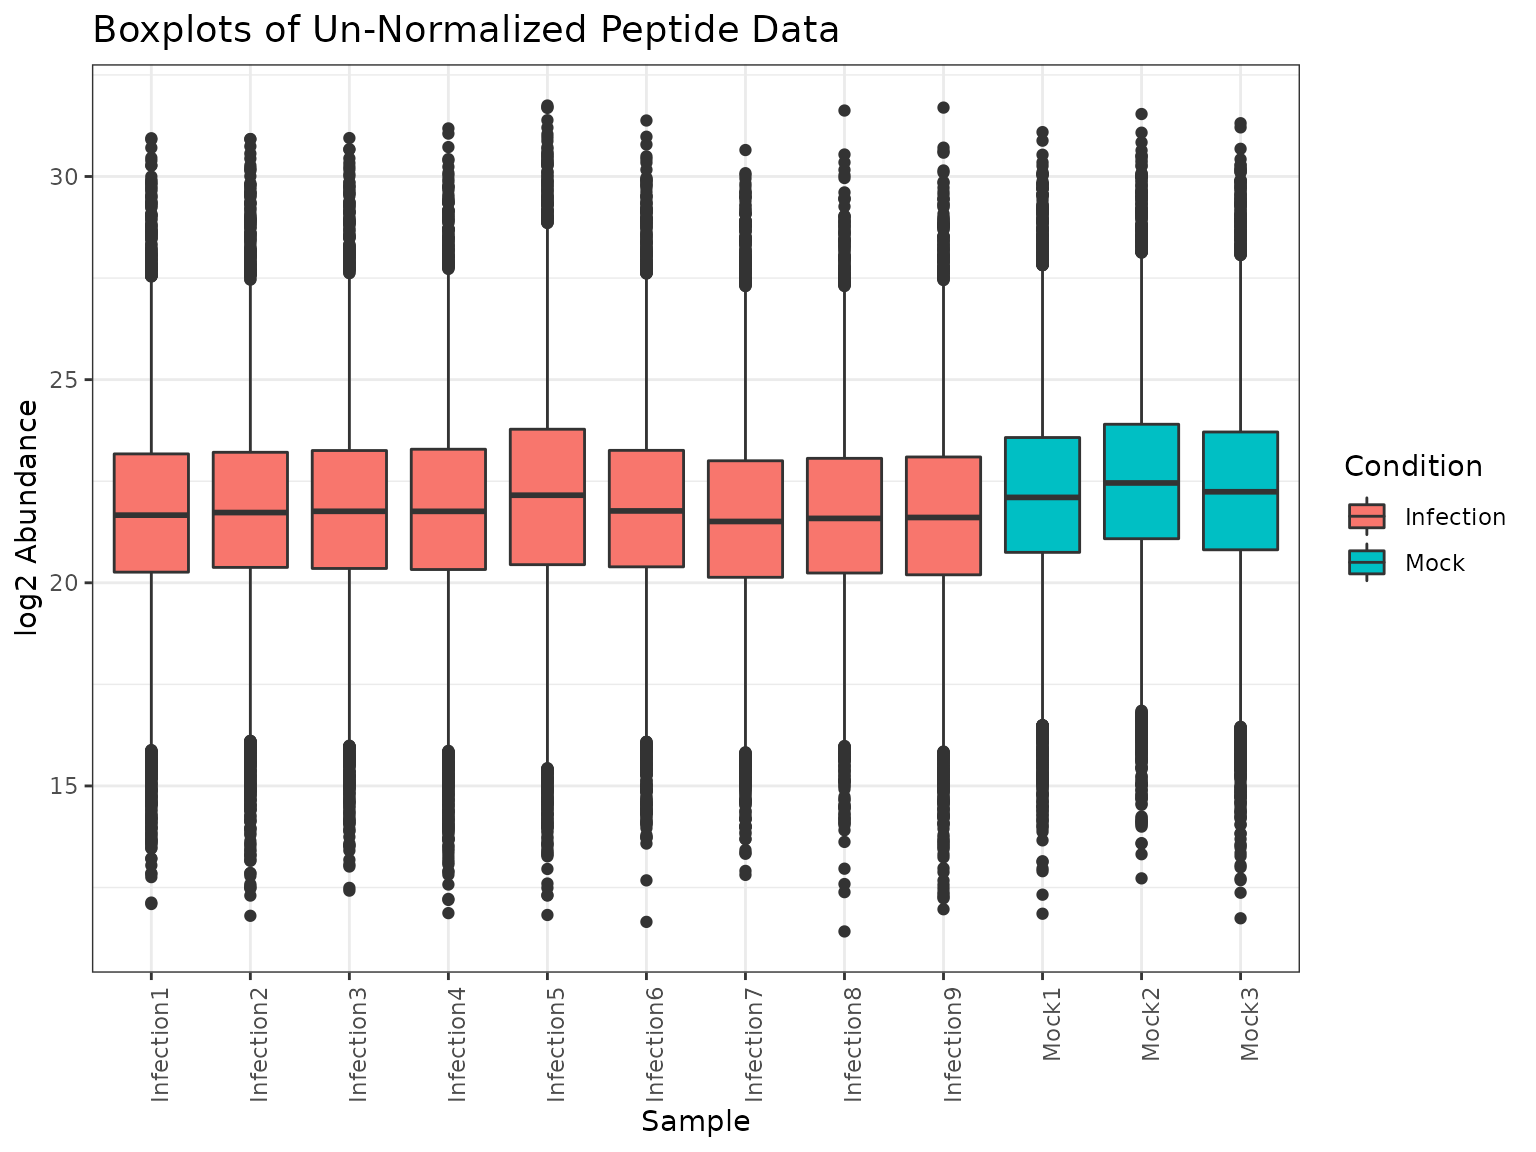 Boxplots of Un-Normalized Peptide Data
log2 Abundance
30
25
20
15
Infection1
Infection2
Infection3
Infection4
Infection5
Infection6
Infection7
Infection8
Infection9
Mock1
Mock2
Mock3
Sample
Condition
Infection
Mock